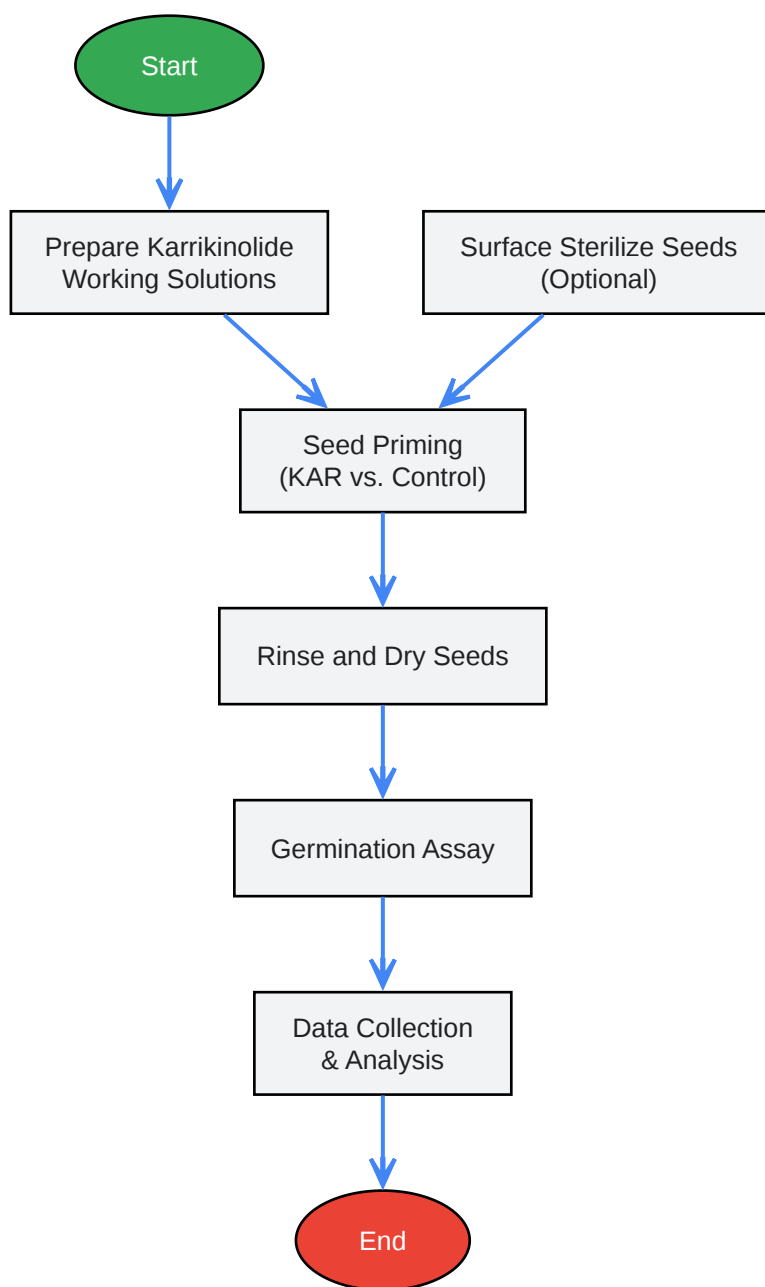 Start
Prepare Karrikinolide
Working Solutions
Surface Sterilize Seeds
(Optional)
Seed Priming
(KAR vs. Control)
Rinse and Dry Seeds
Germination Assay
Data Collection
& Analysis
End